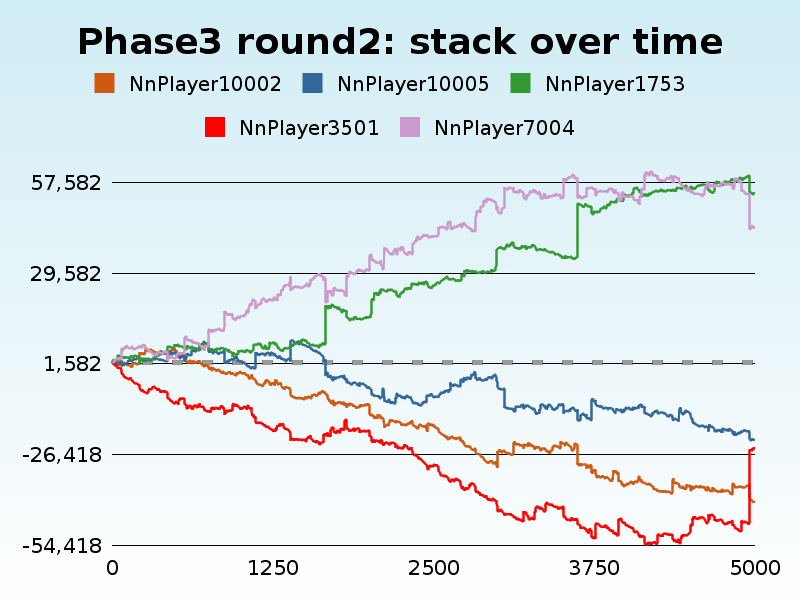 Phase3 round2: stack over time
NnPlayer10002 NnPlayer10005 NnPlayer1753
NnPlayer3501 NnPlayer7004
57,582
29,582
1,582
-26,418
-54,418
0 1250 2500 3750 5000